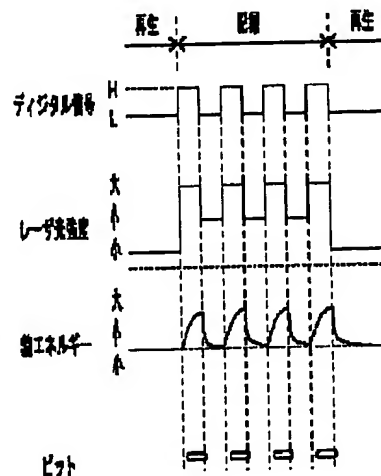 再生 記録 再生
H
ディジタル信号
L
大
小
レーザ光強度
大
小
熱エネルギー
小
ピット